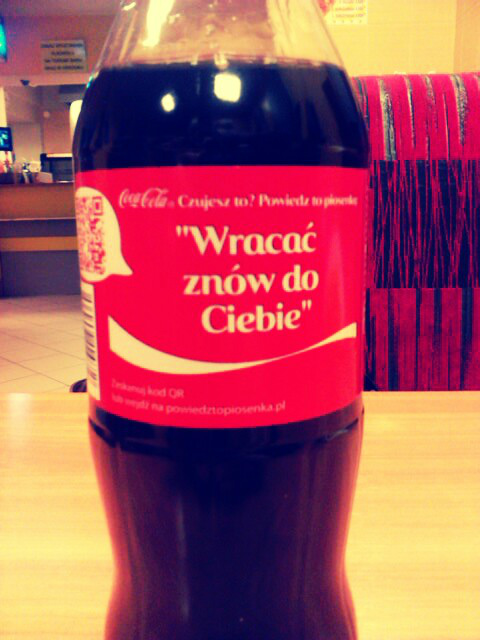 Coca-Cola® Czujesz to? Powiedz to piosenką
"Wracać
znów do
Ciebie"
Zeskanuj kod QR
lub wejdź na powiedztopiosenka.pl